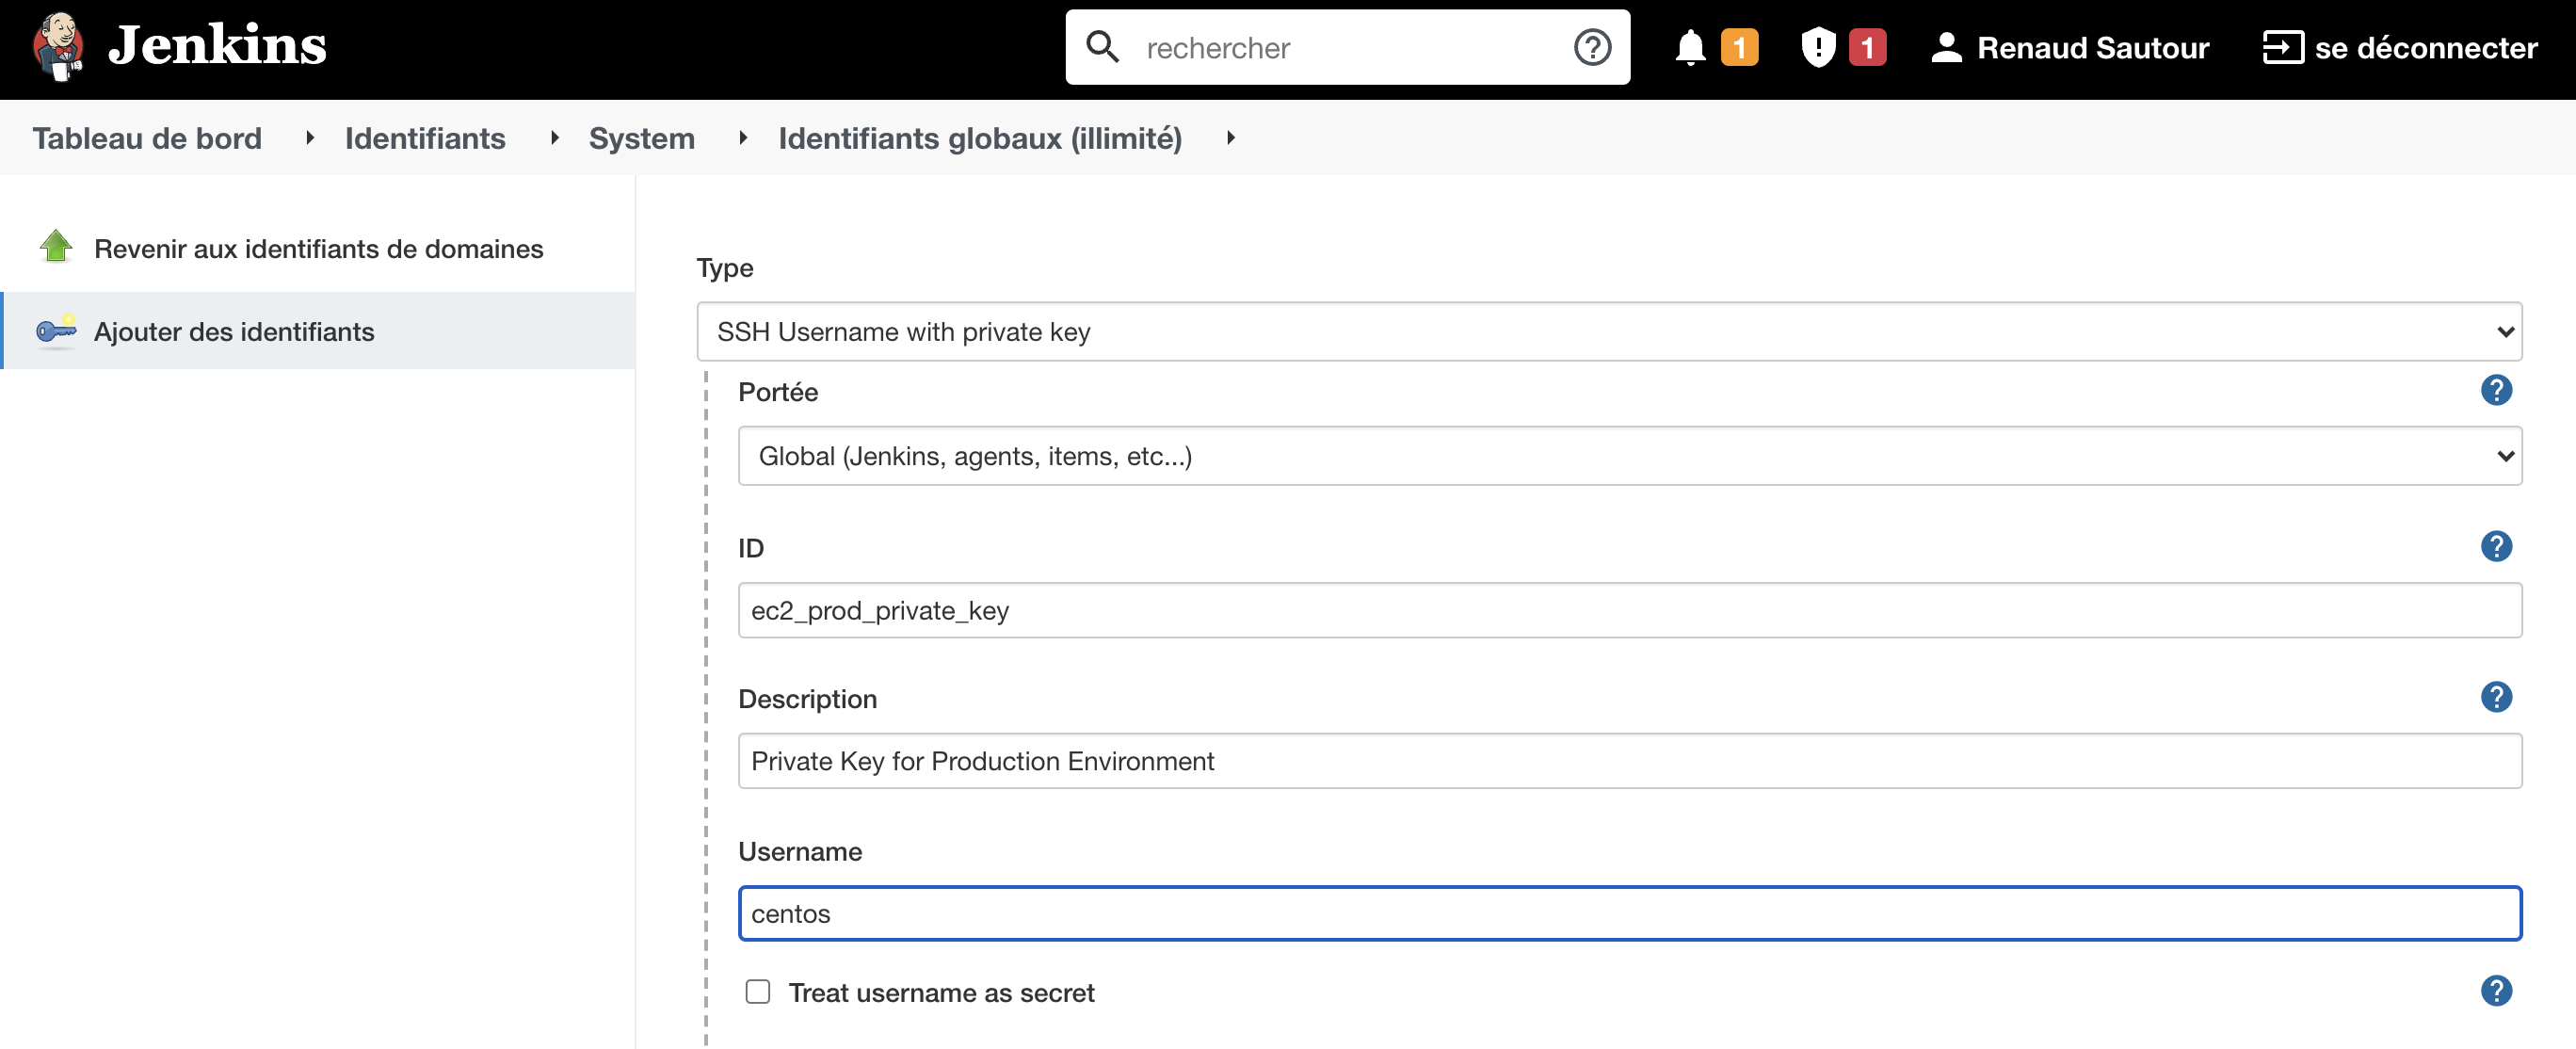 Jenkins rechercher 1 1 Renaud Sautour se déconnecter
Tableau de bord Identifiants System Identifiants globaux (illimité)
Revenir aux identifiants de domaines
Ajouter des identifiants
Type
SSH Username with private key
Portée
Global (Jenkins, agents, items, etc...)
ID
ec2_prod_private_key
Description
Private Key for Production Environment
Username
centos
Treat username as secret